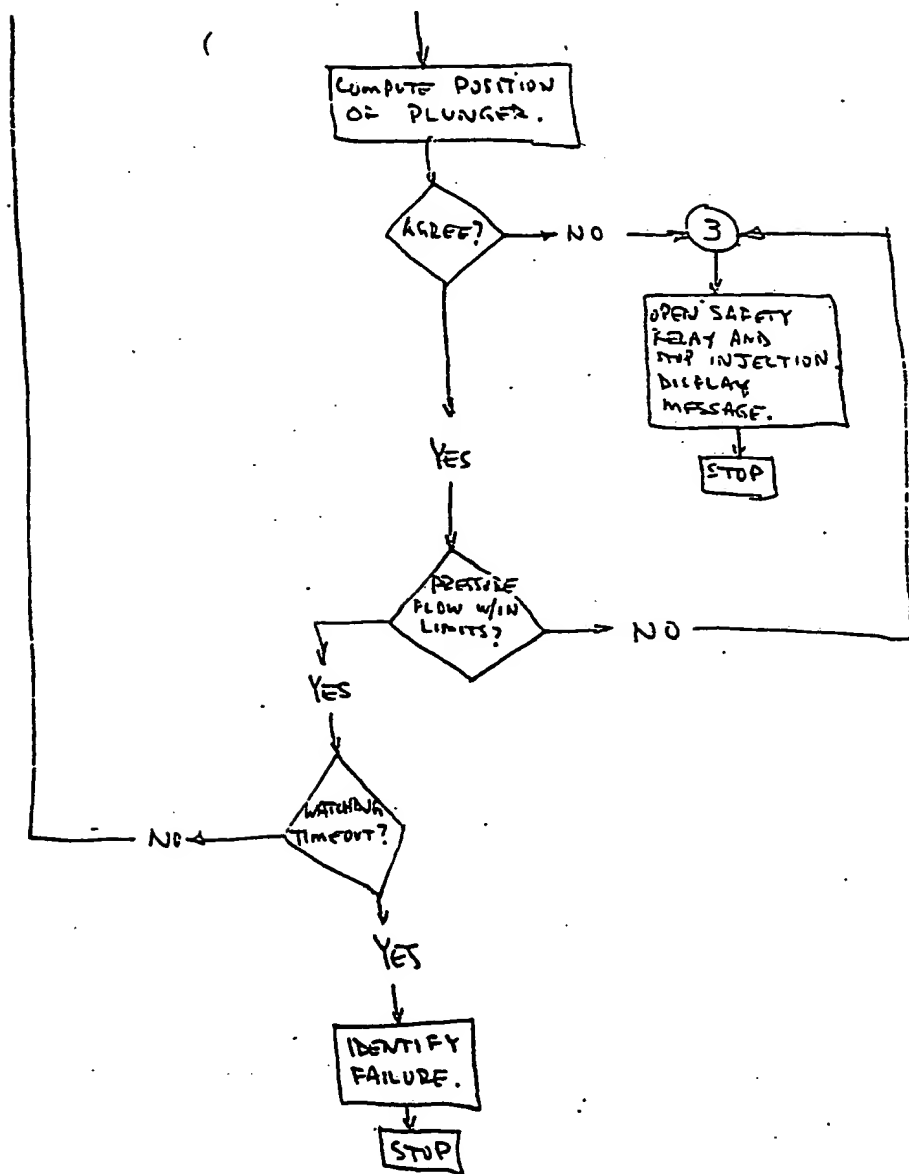 COMPUTE POSITION
OF PLUNGER.
AGREE?
NO
3
OPEN SAFETY
RELAY AND
STOP INJECTION
DISPLAY
MESSAGE.
STOP
YES
PRESSURE
FLOW W/IN
LIMITS?
NO
YES
WATCHING
TIMEOUT?
NO
YES
IDENTIFY
FAILURE.
STOP